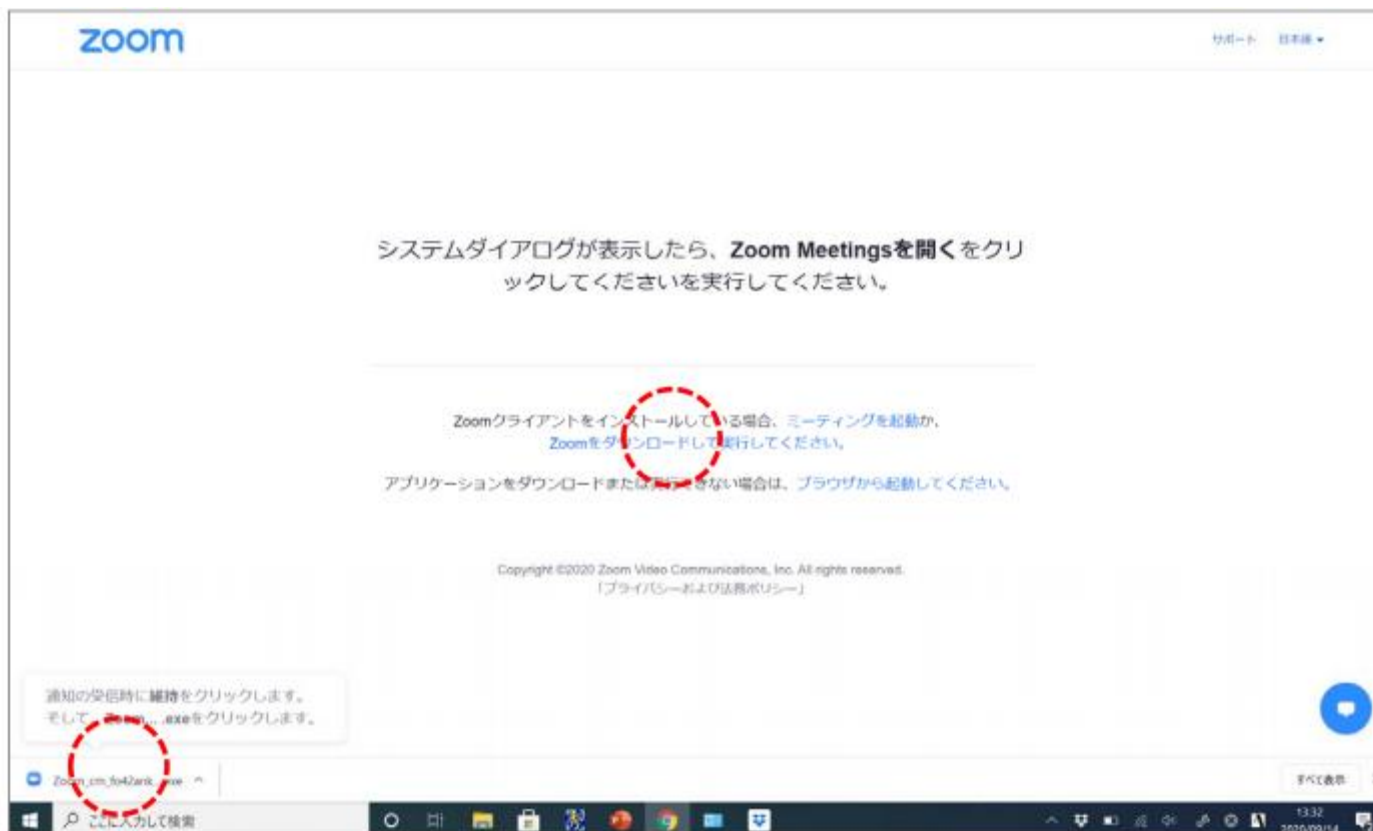 zoom
サポート 日本語
システムダイアログが表示したら、Zoom Meetingsを開くをクリ
ックしてくださいを実行してください。
Zoomクライアントをインストールしている場合、ミーティングを起動か、
Zoomをダウンロードして実行してください。
アプリケーションをダウンロードまたは実行できない場合は、ブラウザから起動してください。
Copyright ©2020 Zoom Video Communications, Inc. All rights reserved.
「プライバシーおよび法務ポリシー」
通知の受信時に維持をクリックします。
そして、Zoom_...exeをクリックします。
すべて表示
ここに入力して検索
13:32
2020/09/14